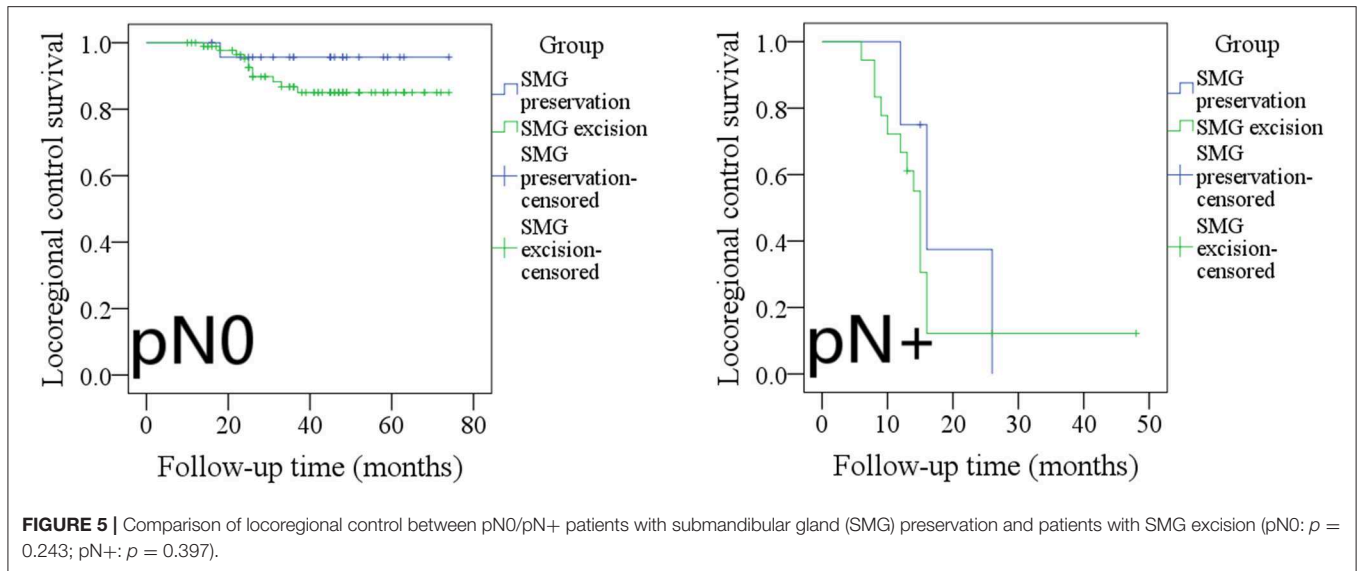 Locoregional control survival
1.0
0.8
0.6
0.4
0.2
0.0
pN0
0
20
40
60
80
Follow-up time (months)
Group
SMG
preservation
SMG excision
SMG
preservation-
censored
SMG
excision-
censored
Locoregional control survival
1.0
0.8
0.6
0.4
0.2
0.0
pN+
0
10
20
30
40
50
Follow-up time (months)
Group
SMG
preservation
SMG excision
SMG
preservation-
censored
SMG
excision-
censored
FIGURE 5 | Comparison of locoregional control between pN0/pN+ patients with submandibular gland (SMG) preservation and patients with SMG excision (pN0: p =
0.243; pN+: p = 0.397).